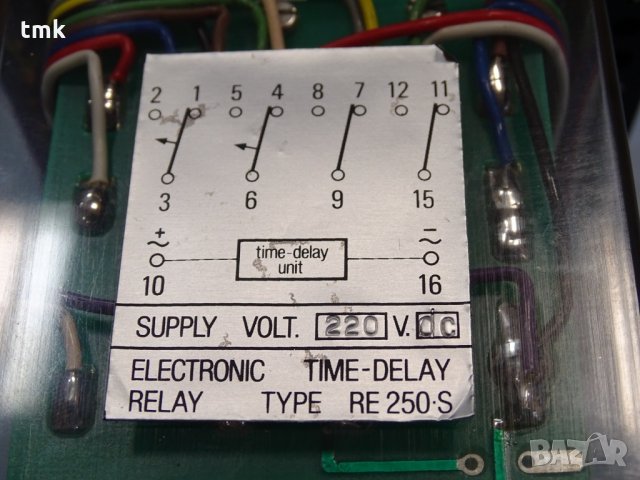 tmk
2 1 5 4 8 7 12 11
3 6 9 15
+ −
~ ~
time-delay
unit
10 16
SUPPLY VOLT. 220 V. dc
ELECTRONIC TIME-DELAY
RELAY TYPE RE 250·S
BAZAR